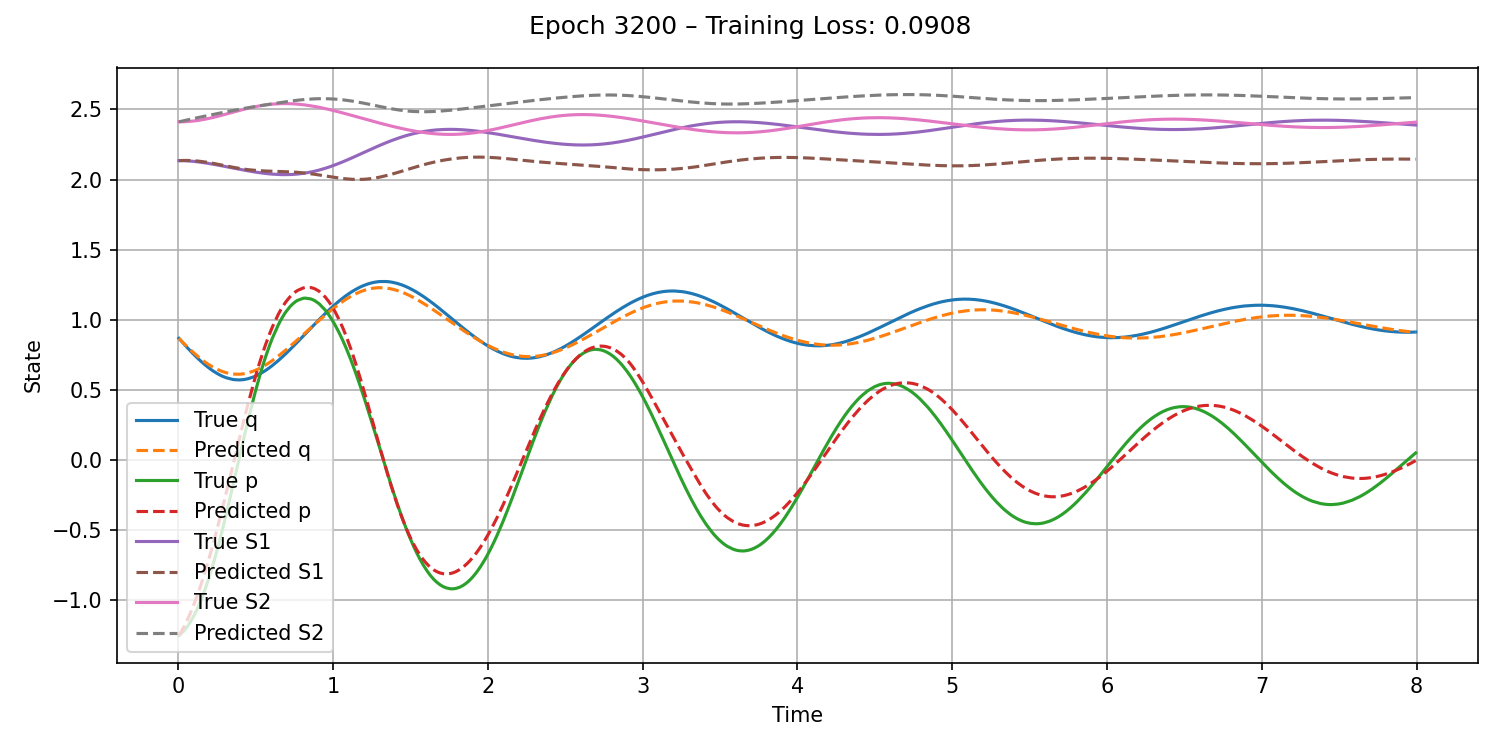 Epoch 3200 – Training Loss: 0.0908
State
2.5
2.0
1.5
1.0
0.5
0.0
−0.5
−1.0
True q
Predicted q
True p
Predicted p
True S1
Predicted S1
True S2
Predicted S2
0 1 2 3 4 5 6 7 8
Time